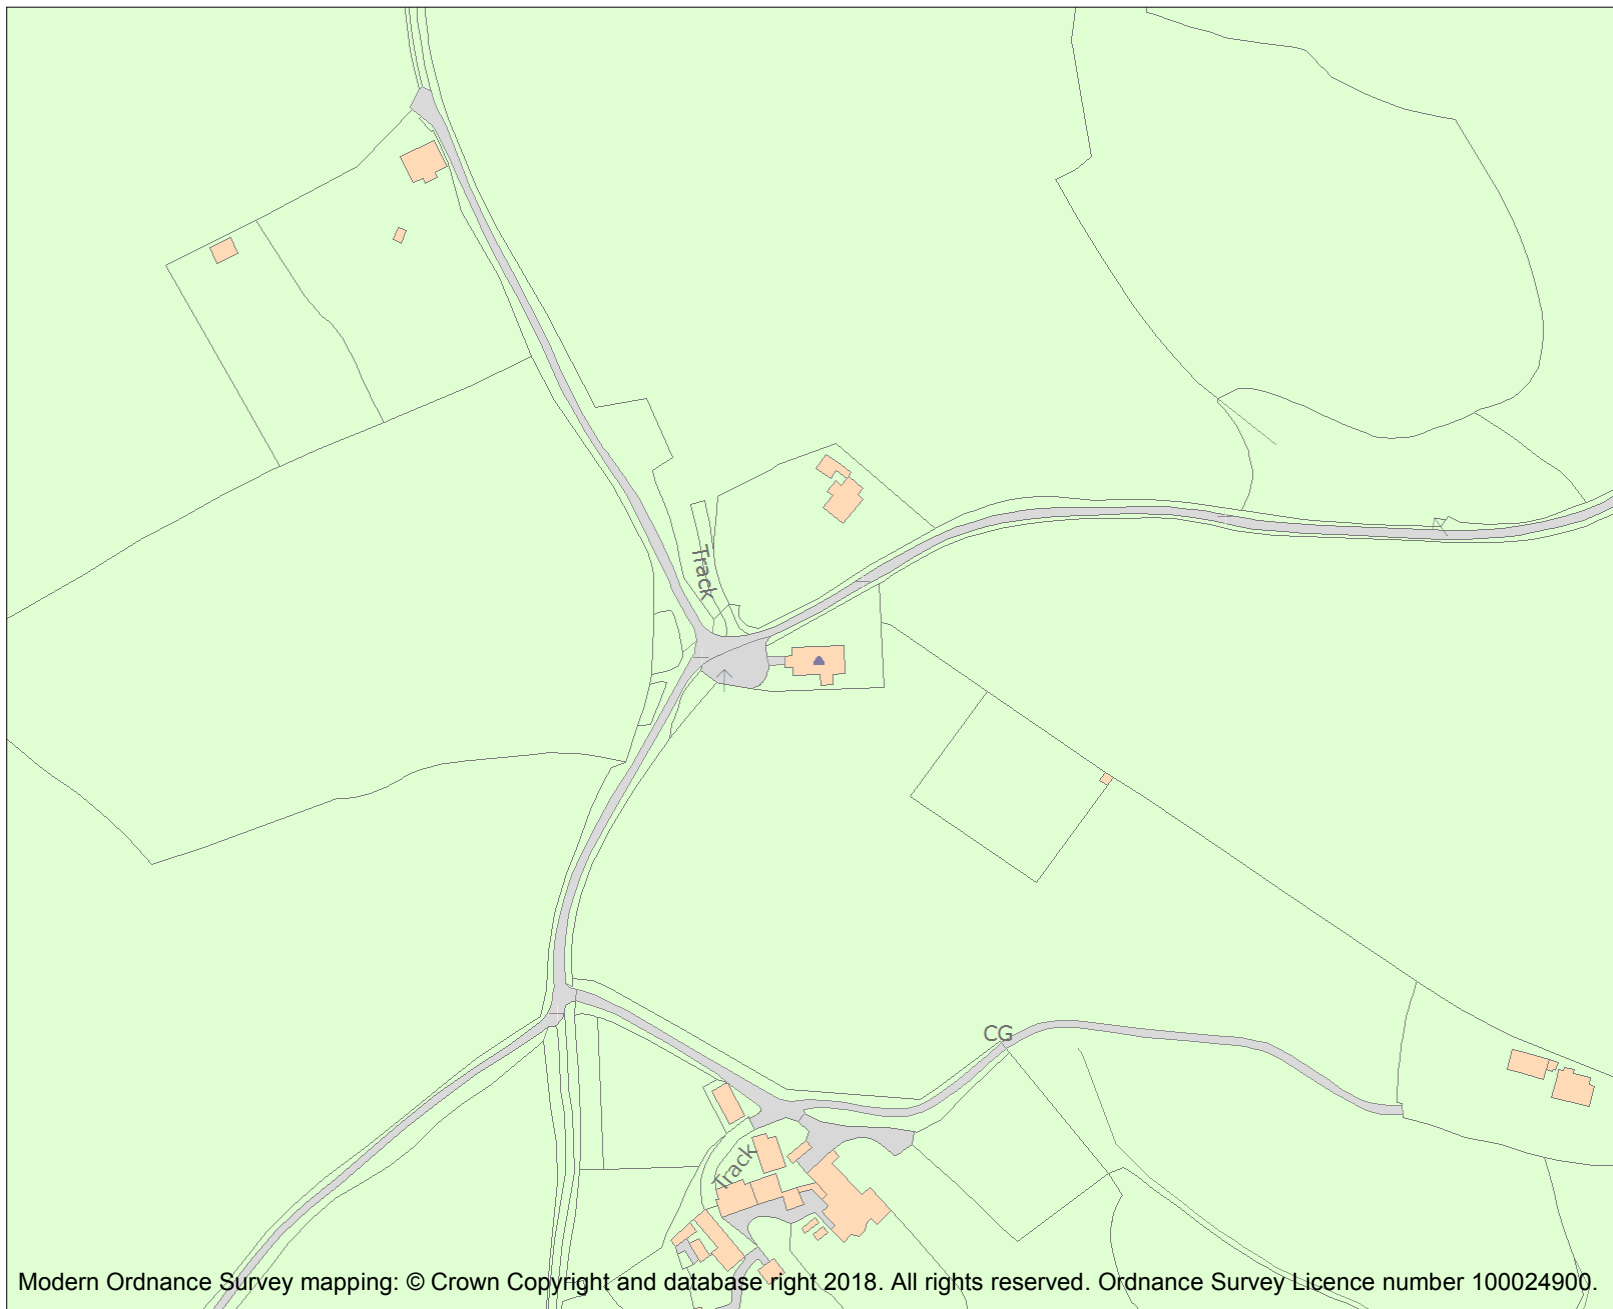 Track
CG
Track
Modern Ordnance Survey mapping: © Crown Copyright and database right 2018. All rights reserved. Ordnance Survey Licence number 100024900.